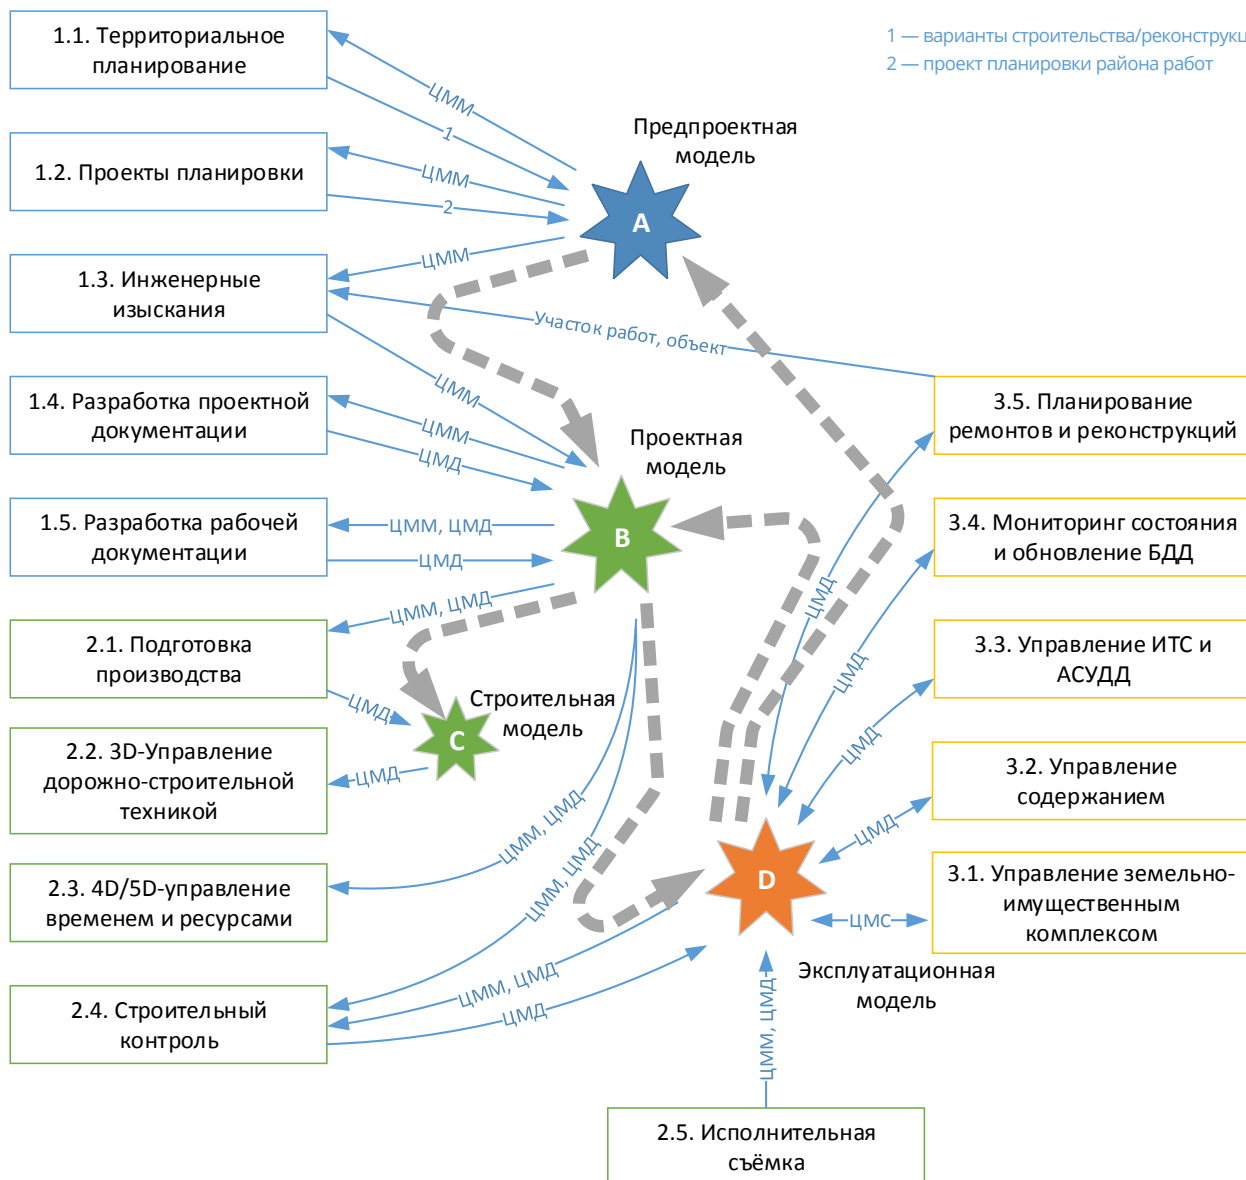 1.1. Территориальное
планирование
1 — варианты строительства/реконструкц
2 — проект планировки района работ
ЦММ
1
Предпроектная
модель
1.2. Проекты планировки
ЦММ
2
A
1.3. Инженерные
изыскания
ЦММ
Участок работ, объект
ЦММ
1.4. Разработка проектной
документации
ЦММ
ЦМД
Проектная
модель
3.5. Планирование
ремонтов и реконструкций
1.5. Разработка рабочей
документации
ЦММ, ЦМД
ЦМД
B
3.4. Мониторинг состояния
и обновление БДД
ЦМД
ЦММ, ЦМД
2.1. Подготовка
производства
ЦМД
3.3. Управление ИТС и
АСУДД
ЦМД
ЦМД
Строительная
модель
C
2.2. 3D-Управление
дорожно-строительной
техникой
ЦМД
3.2. Управление
содержанием
ЦМД
ЦММ, ЦМД
ЦММ, ЦМД
2.3. 4D/5D-управление
временем и ресурсами
D
3.1. Управление земельно-
имущественным
комплексом
ЦМС
Эксплуатационная
модель
2.4. Строительный
контроль
ЦММ, ЦМД
ЦМД
ЦММ, ЦМД
2.5. Исполнительная
съёмка